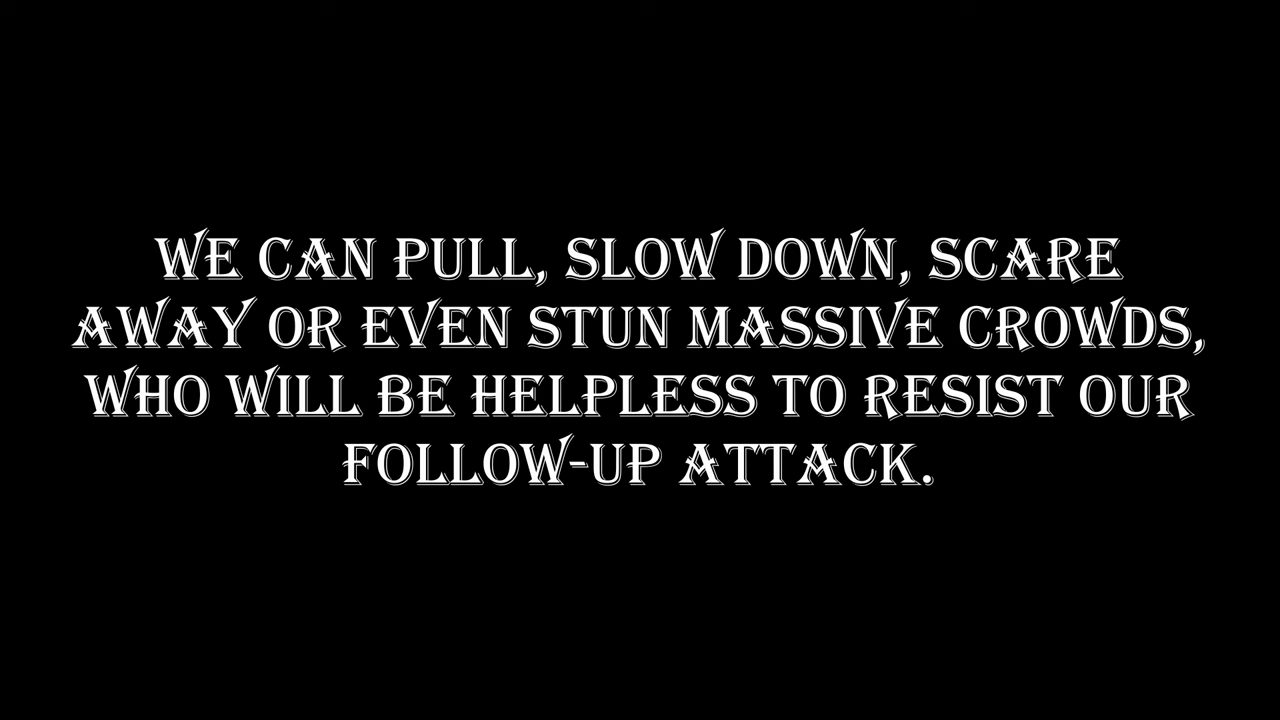 WE CAN PULL, SLOW DOWN, SCARE
AWAY OR EVEN STUN MASSIVE CROWDS,
WHO WILL BE HELPLESS TO RESIST OUR
FOLLOW-UP ATTACK.